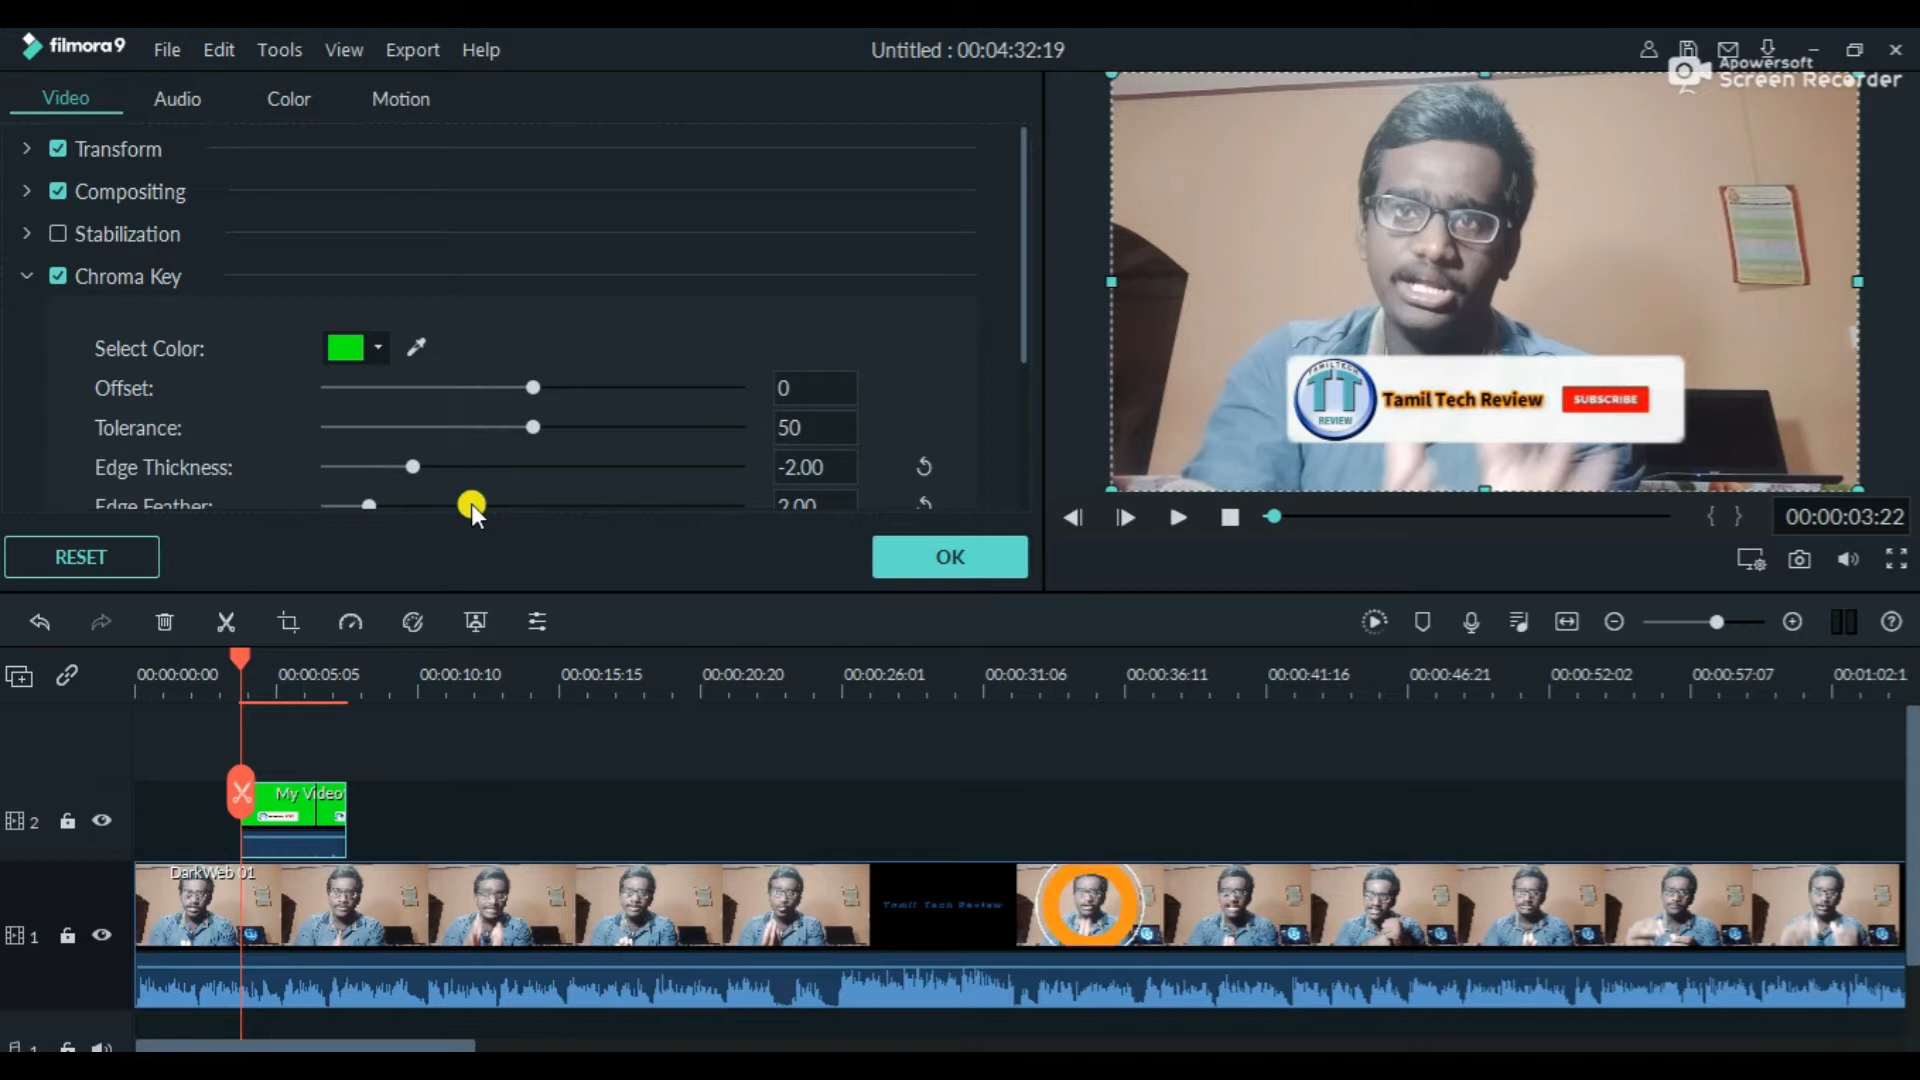 filmora9 File Edit Tools View Export Help Untitled : 00:04:32:19
Apowersoft
Screen Recorder
Video Audio Color Motion
Transform
Compositing
Stabilization
Chroma Key
Select Color:
Offset: 0
Tolerance: 50
Edge Thickness: -2.00
Edge Feather: 2.00
RESET OK
TAMILTECH
TT
REVIEW
Tamil Tech Review SUBSCRIBE
{ } 00:00:03:22
00:00:00:00 00:00:05:05 00:00:10:10 00:00:15:15 00:00:20:20 00:00:26:01 00:00:31:06 00:00:36:11 00:00:41:16 00:00:46:21 00:00:52:02 00:00:57:07 00:01:02:1
My Video
2
DarkWeb 01
Tamil Tech Review
1
1